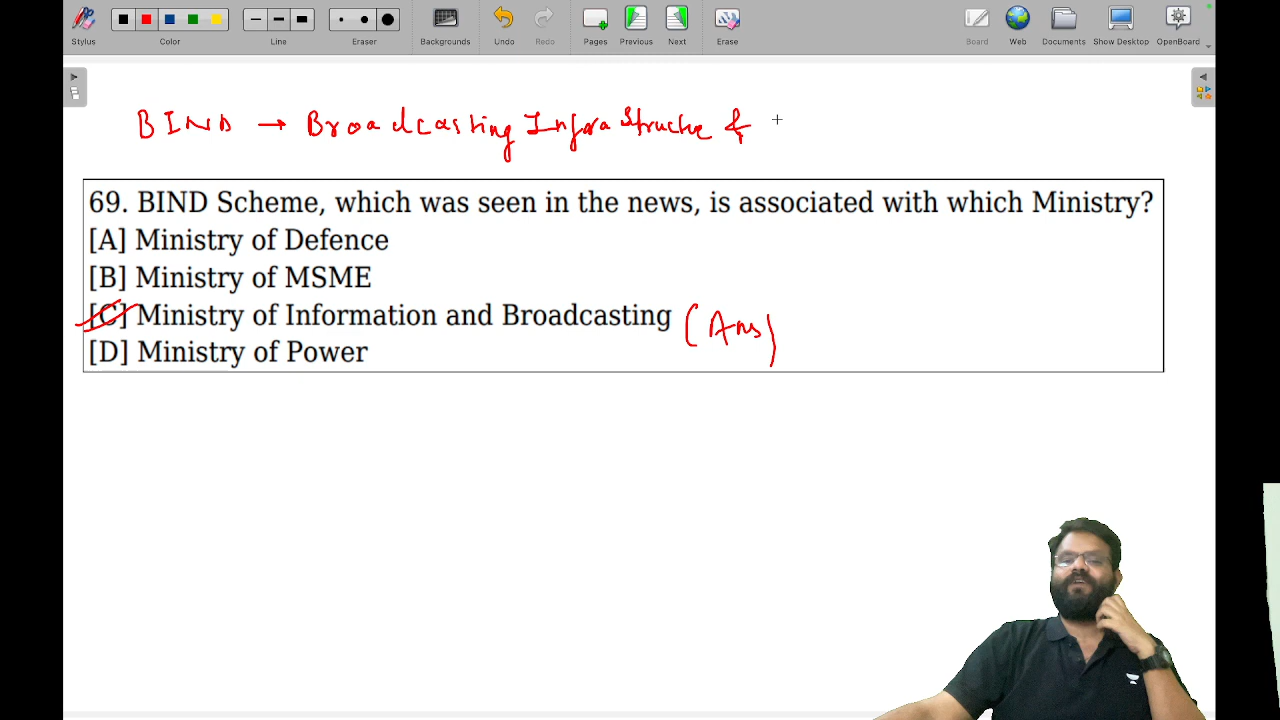 Stylus Color Line Eraser Backgrounds Undo Redo Pages Previous Next Erase Board Web Documents Show Desktop OpenBoard
BIND → Broadcasting Infrastructure &
69. BIND Scheme, which was seen in the news, is associated with which Ministry?
[A] Ministry of Defence
[B] Ministry of MSME
[C] Ministry of Information and Broadcasting (Ans)
[D] Ministry of Power